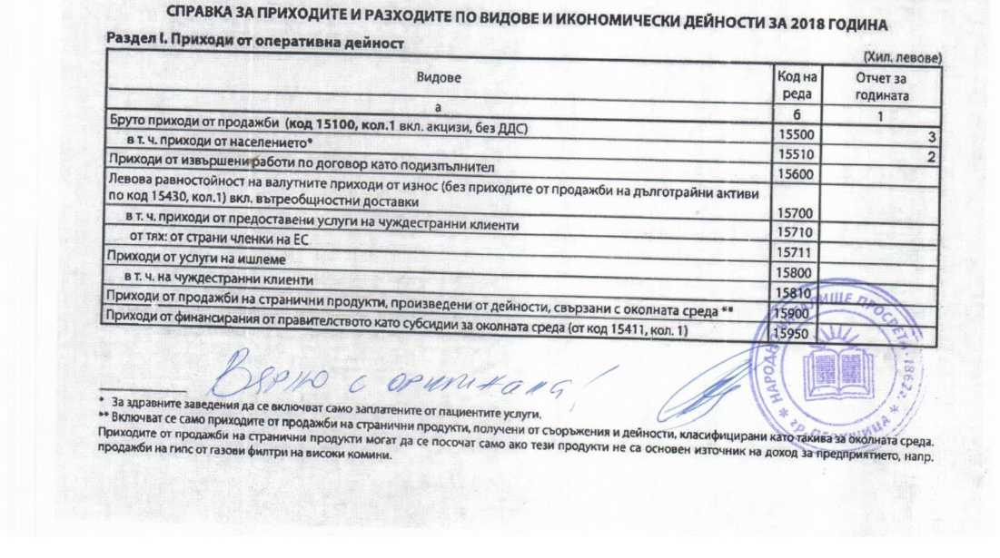 СПРАВКА ЗА ПРИХОДИТЕ И РАЗХОДИТЕ ПО ВИДОВЕ И ИКОНОМИЧЕСКИ ДЕЙНОСТИ ЗА 2018 ГОДИНА
Раздел I. Приходи от оперативна дейност
(Хил. левове)
Видове Код на реда Отчет за годината
а б 1
Бруто приходи от продажби (код 15100, кол.1 вкл. акцизи, без ДДС) 15500 3
в т. ч. приходи от населението* 15510 2
Приходи от извършени работи по договор като подизпълнител 15600
Левова равностойност на валутните приходи от износ (без приходите от продажби на дълготрайни активи
по код 15430, кол.1) вкл. вътреобщностни доставки 15700
в т. ч. приходи от предоставени услуги на чуждестранни клиенти 15710
от тях: от страни членки на ЕС 15711
Приходи от услуги на ишлеме 15800
в т. ч. на чуждестранни клиенти 15810
Приходи от продажби на странични продукти, произведени от дейности, свързани с околната среда ** 15900
Приходи от финансирания от правителството като субсидии за околната среда (от код 15411, кол. 1) 15950
Вярно с оригинала!
НАРОДНО ЧИТАЛИЩЕ ПРОСВЕТА · 1862г.
* За здравните заведения да се включват само заплатените от пациентите услуги.
** Включват се само приходите от продажби на странични продукти, получени от съоръжения и дейности, класифицирани като такива за околната среда.
Приходите от продажби на странични продукти могат да се посочат само ако тези продукти не са основен източник на доход за предприятието, напр.
продажби на гипс от газови филтри на високи комини.